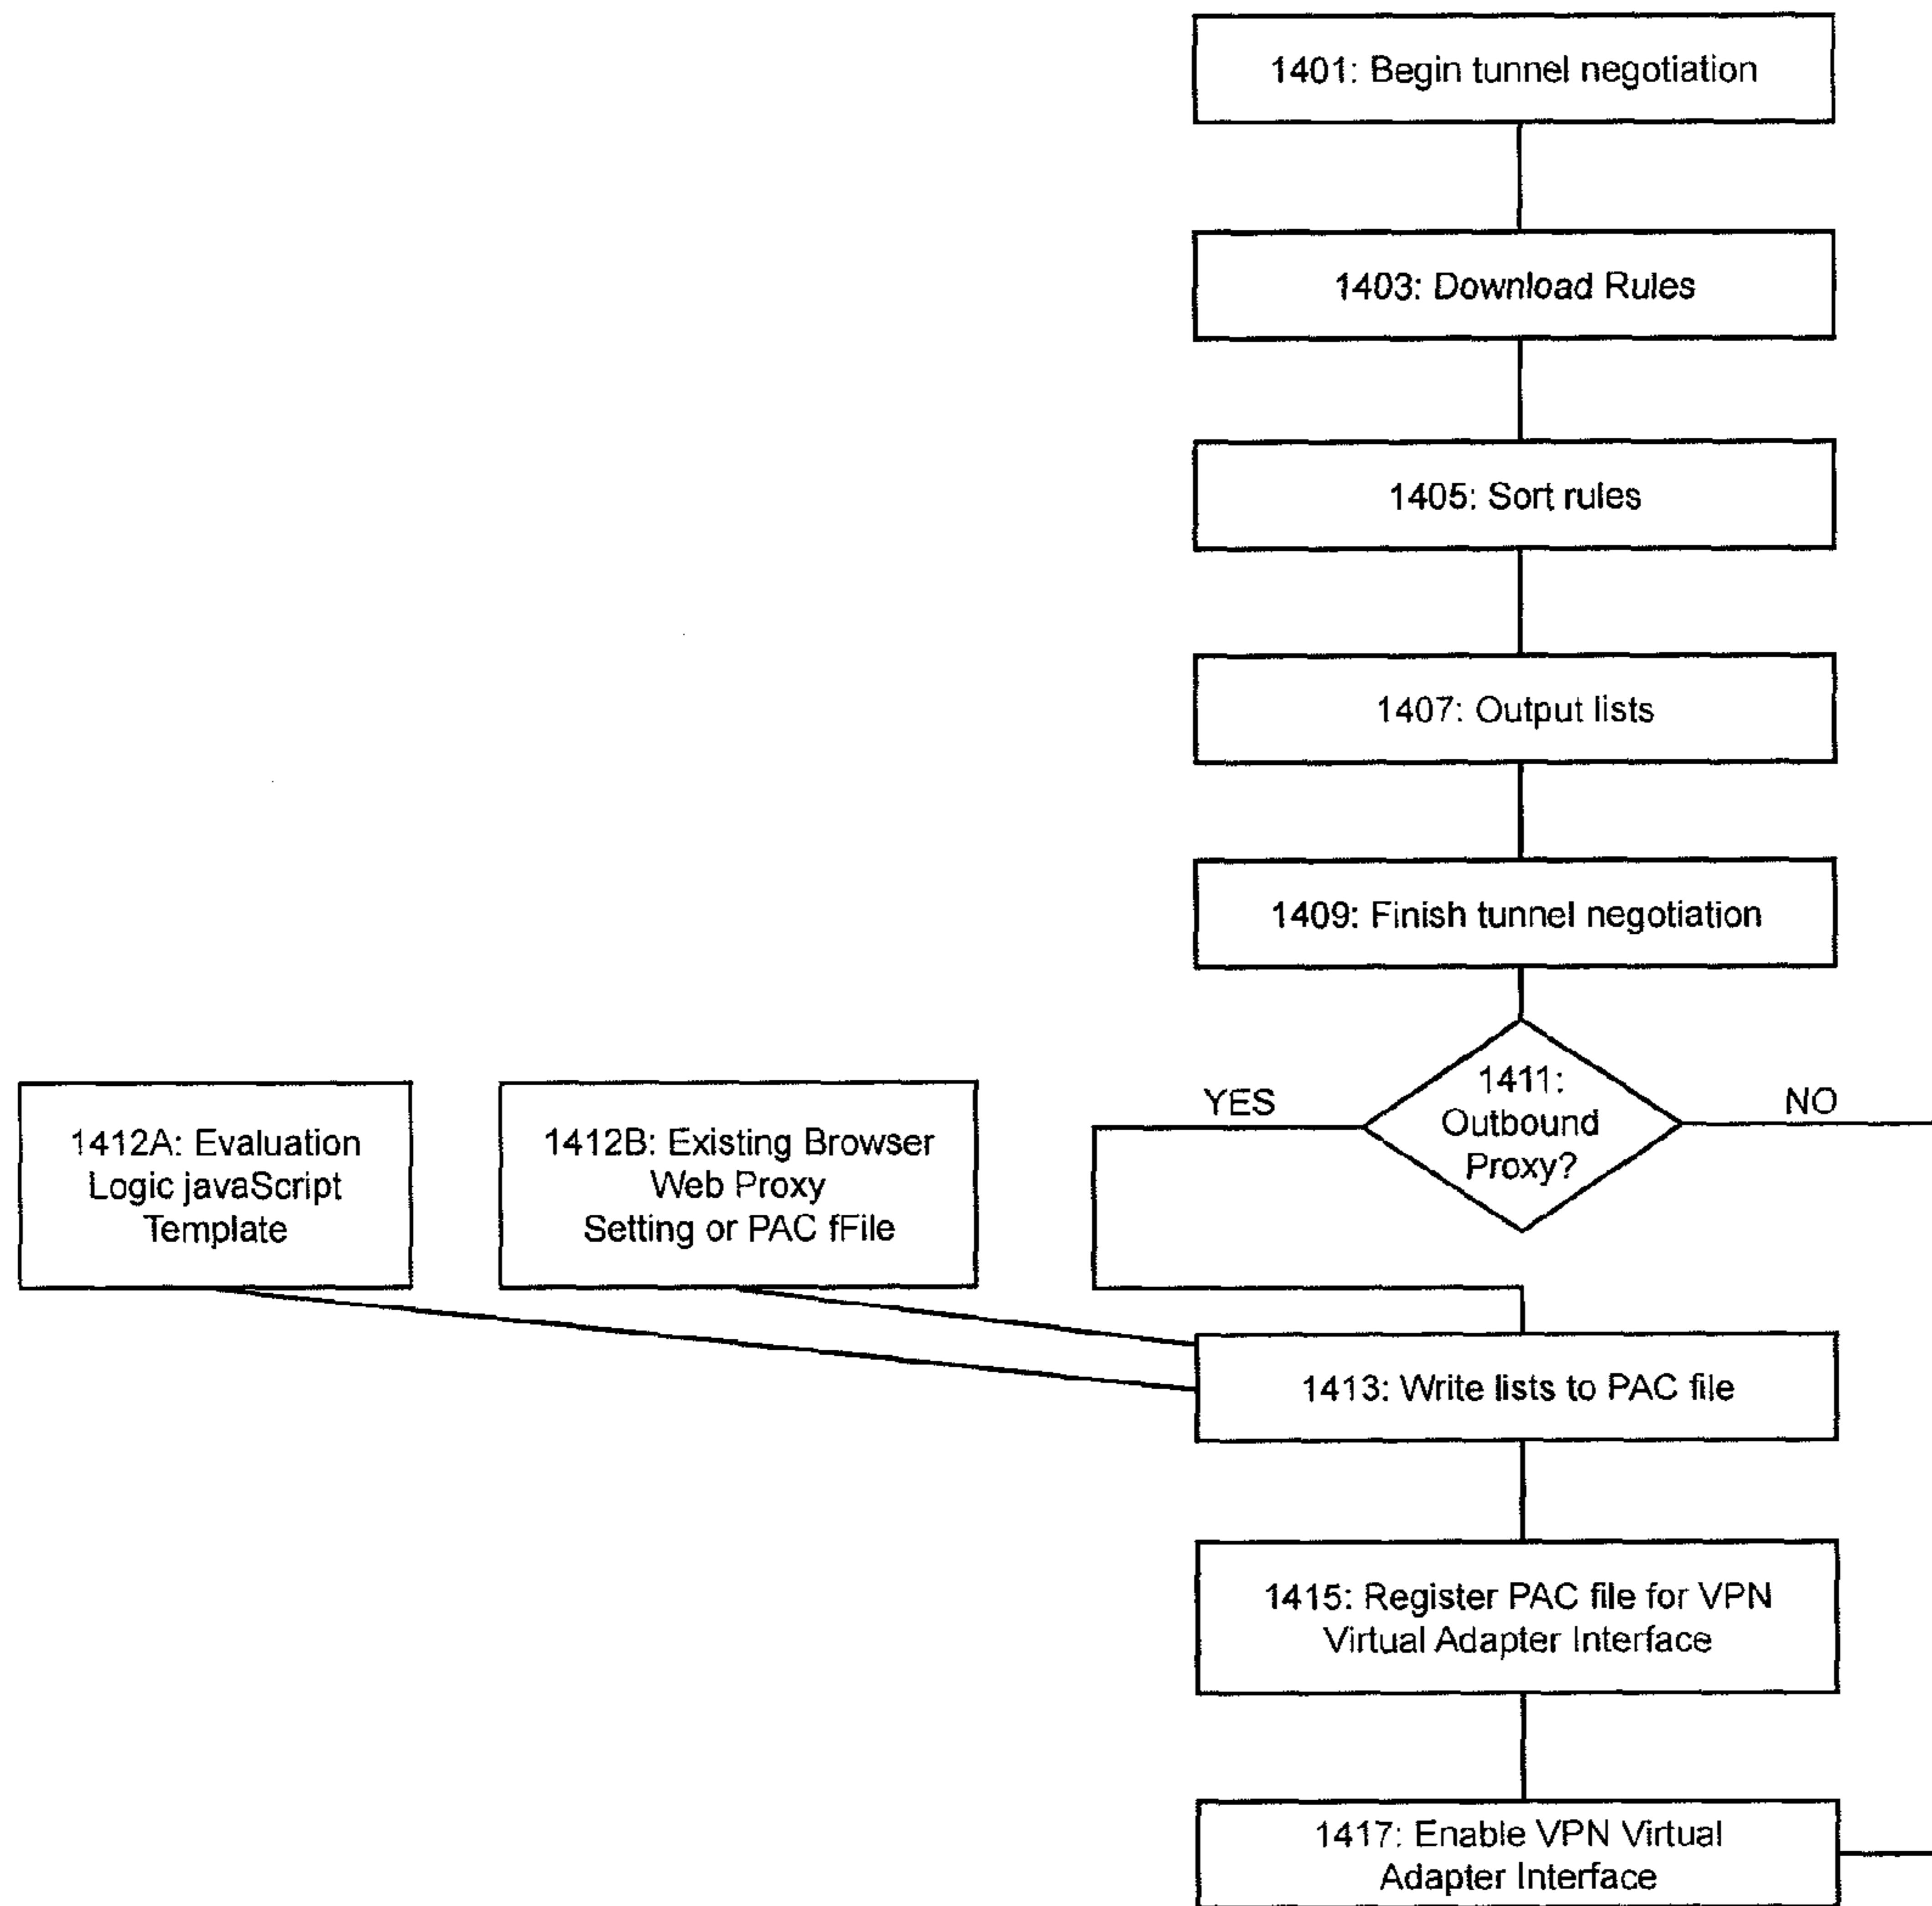 1401: Begin tunnel negotiation
1403: Download Rules
1405: Sort rules
1407: Output lists
1409: Finish tunnel negotiation
1411:
Outbound
Proxy?
YES
NO
1412A: Evaluation
Logic javaScript
Template
1412B: Existing Browser
Web Proxy
Setting or PAC fFile
1413: Write lists to PAC file
1415: Register PAC file for VPN
Virtual Adapter Interface
1417: Enable VPN Virtual
Adapter Interface